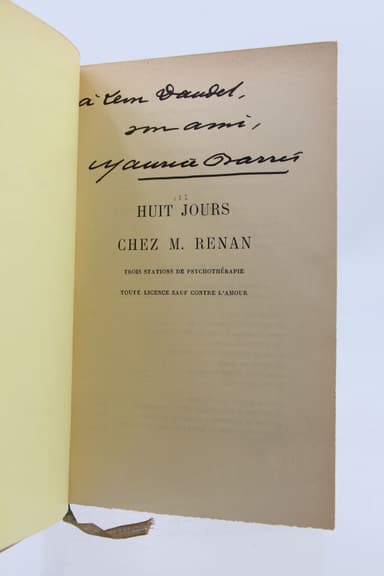 à Léon Daudet,
son ami,
Maurice Barrès
HUIT JOURS
CHEZ M. RENAN
TROIS STATIONS DE PSYCHOTHÉRAPIE
TOUTE LICENCE SAUF CONTRE L'AMOUR